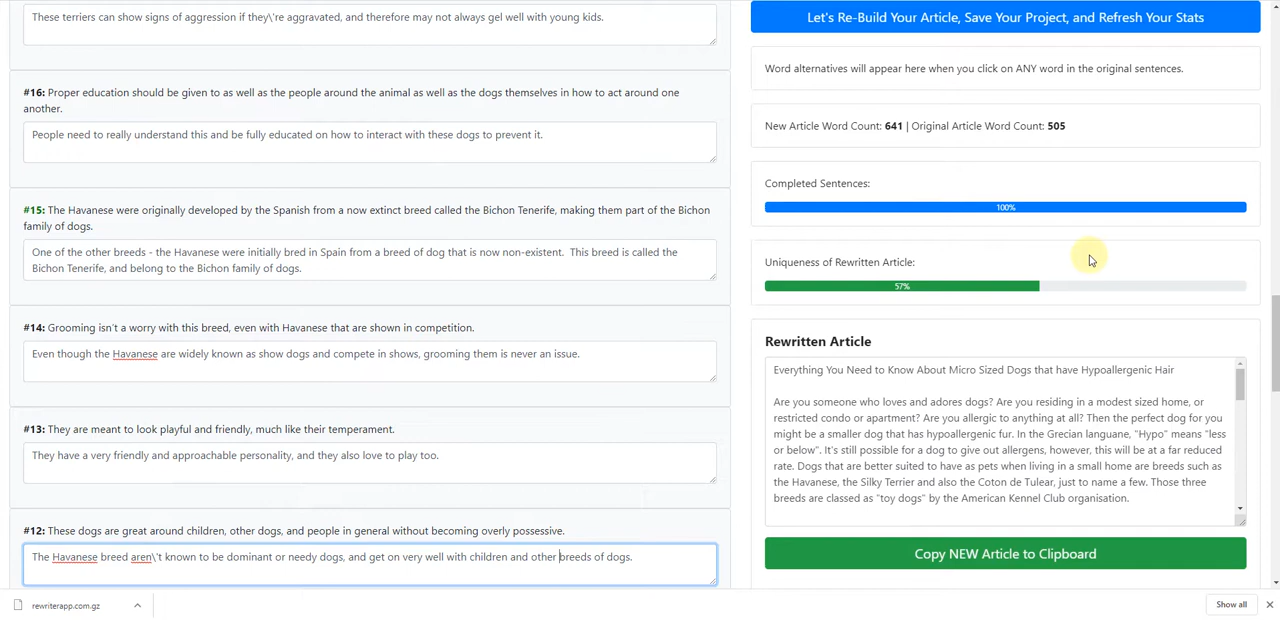 These terriers can show signs of aggression if they\'re aggravated, and therefore may not always gel well with young kids.
#16: Proper education should be given to as well as the people around the animal as well as the dogs themselves in how to act around one
another.
People need to really understand this and be fully educated on how to interact with these dogs to prevent it.
#15: The Havanese were originally developed by the Spanish from a now extinct breed called the Bichon Tenerife, making them part of the Bichon
family of dogs.
One of the other breeds - the Havanese were initially bred in Spain from a breed of dog that is now non-existent.  This breed is called the
Bichon Tenerife, and belong to the Bichon family of dogs.
#14: Grooming isn't a worry with this breed, even with Havanese that are shown in competition.
Even though the Havanese are widely known as show dogs and compete in shows, grooming them is never an issue.
#13: They are meant to look playful and friendly, much like their temperament.
They have a very friendly and approachable personality, and they also love to play too.
#12: These dogs are great around children, other dogs, and people in general without becoming overly possessive.
The Havanese breed aren\'t known to be dominant or needy dogs, and get on very well with children and other breeds of dogs.
Let's Re-Build Your Article, Save Your Project, and Refresh Your Stats
Word alternatives will appear here when you click on ANY word in the original sentences.
New Article Word Count: 641 | Original Article Word Count: 505
Completed Sentences:
100%
Uniqueness of Rewritten Article:
57%
Rewritten Article
Everything You Need to Know About Micro Sized Dogs that have Hypoallergenic Hair
Are you someone who loves and adores dogs? Are you residing in a modest sized home, or
restricted condo or apartment? Are you allergic to anything at all? Then the perfect dog for you
might be a smaller dog that has hypoallergenic fur. In the Grecian languane, "Hypo" means "less
or below". It's still possible for a dog to give out allergens, however, this will be at a far reduced
rate. Dogs that are better suited to have as pets when living in a small home are breeds such as
the Havanese, the Silky Terrier and also the Coton de Tulear, just to name a few. Those three
breeds are classed as "toy dogs" by the American Kennel Club organisation.
Copy NEW Article to Clipboard
rewriterapp.com.gz
Show all